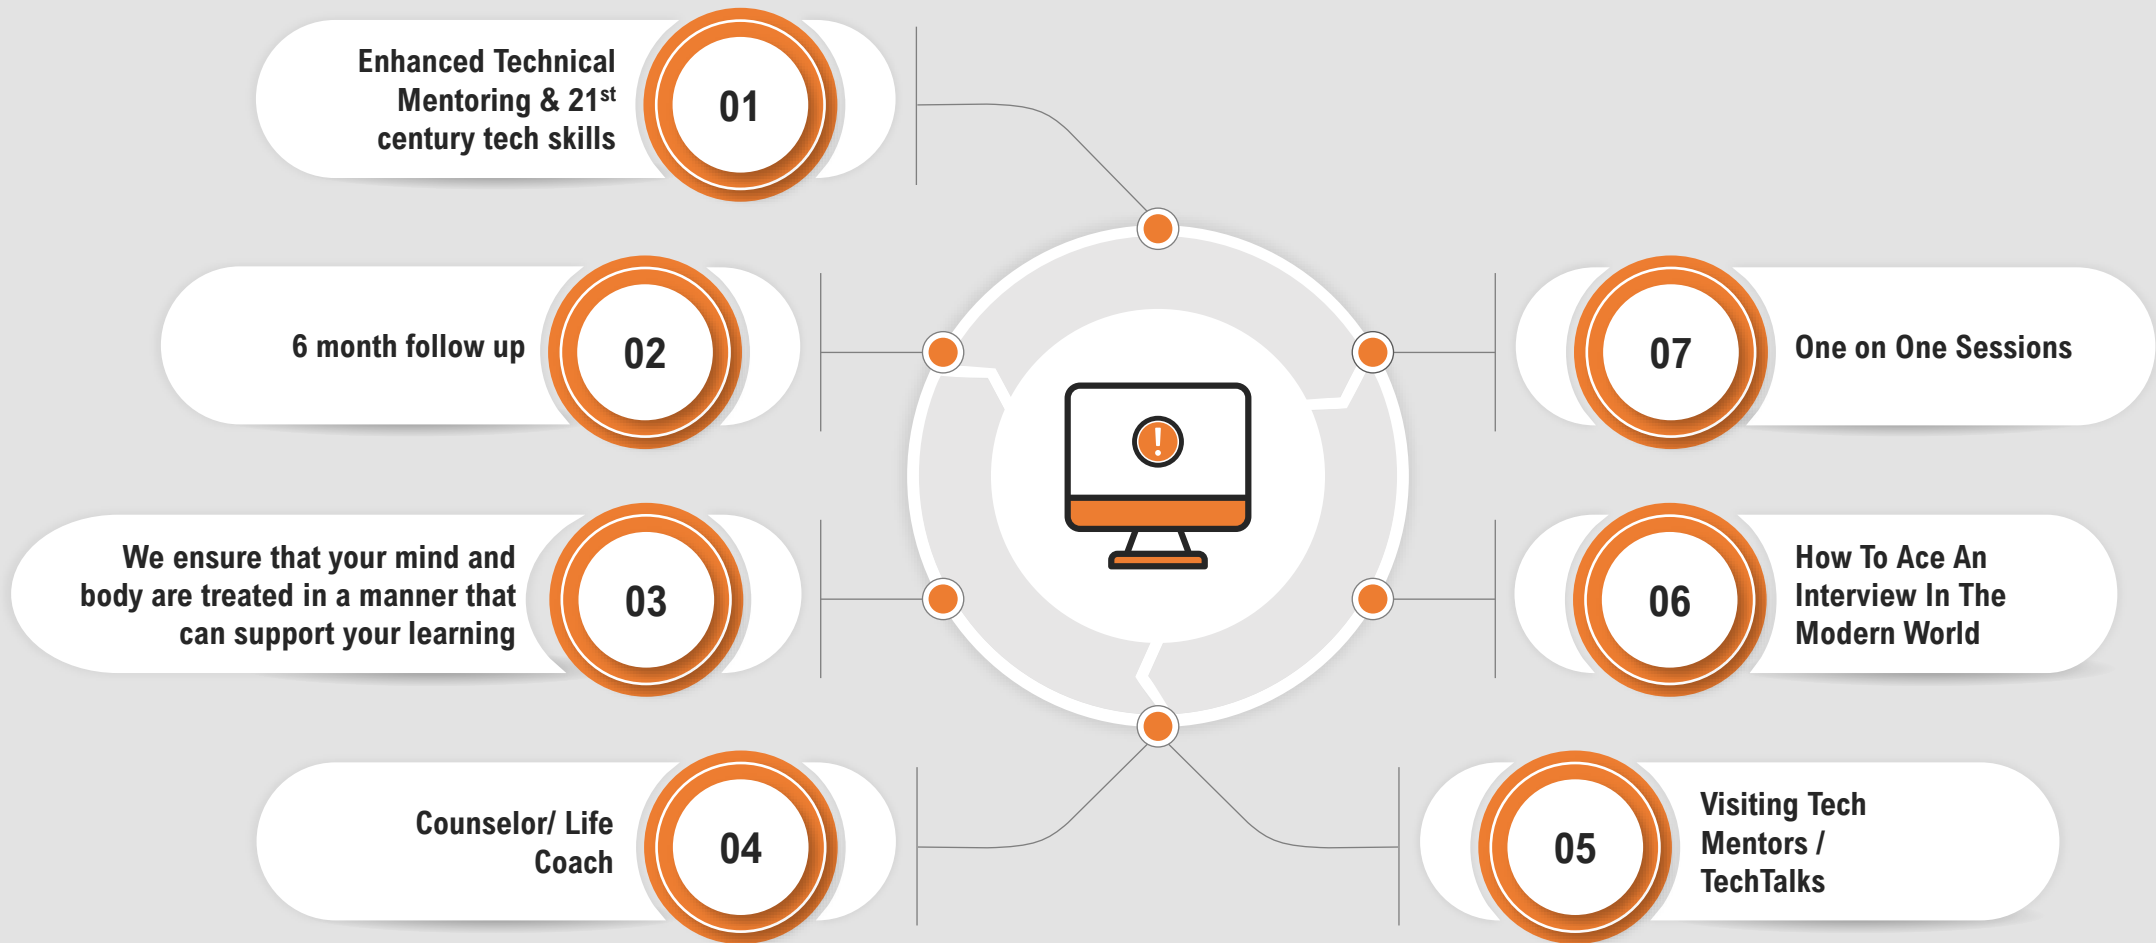 Enhanced Technical
Mentoring & 21st
century tech skills
01
6 month follow up
02
We ensure that your mind and
body are treated in a manner that
can support your learning
03
Counselor/ Life
Coach
04
05
Visiting Tech
Mentors /
TechTalks
06
How To Ace An
Interview In The
Modern World
07
One on One Sessions
!